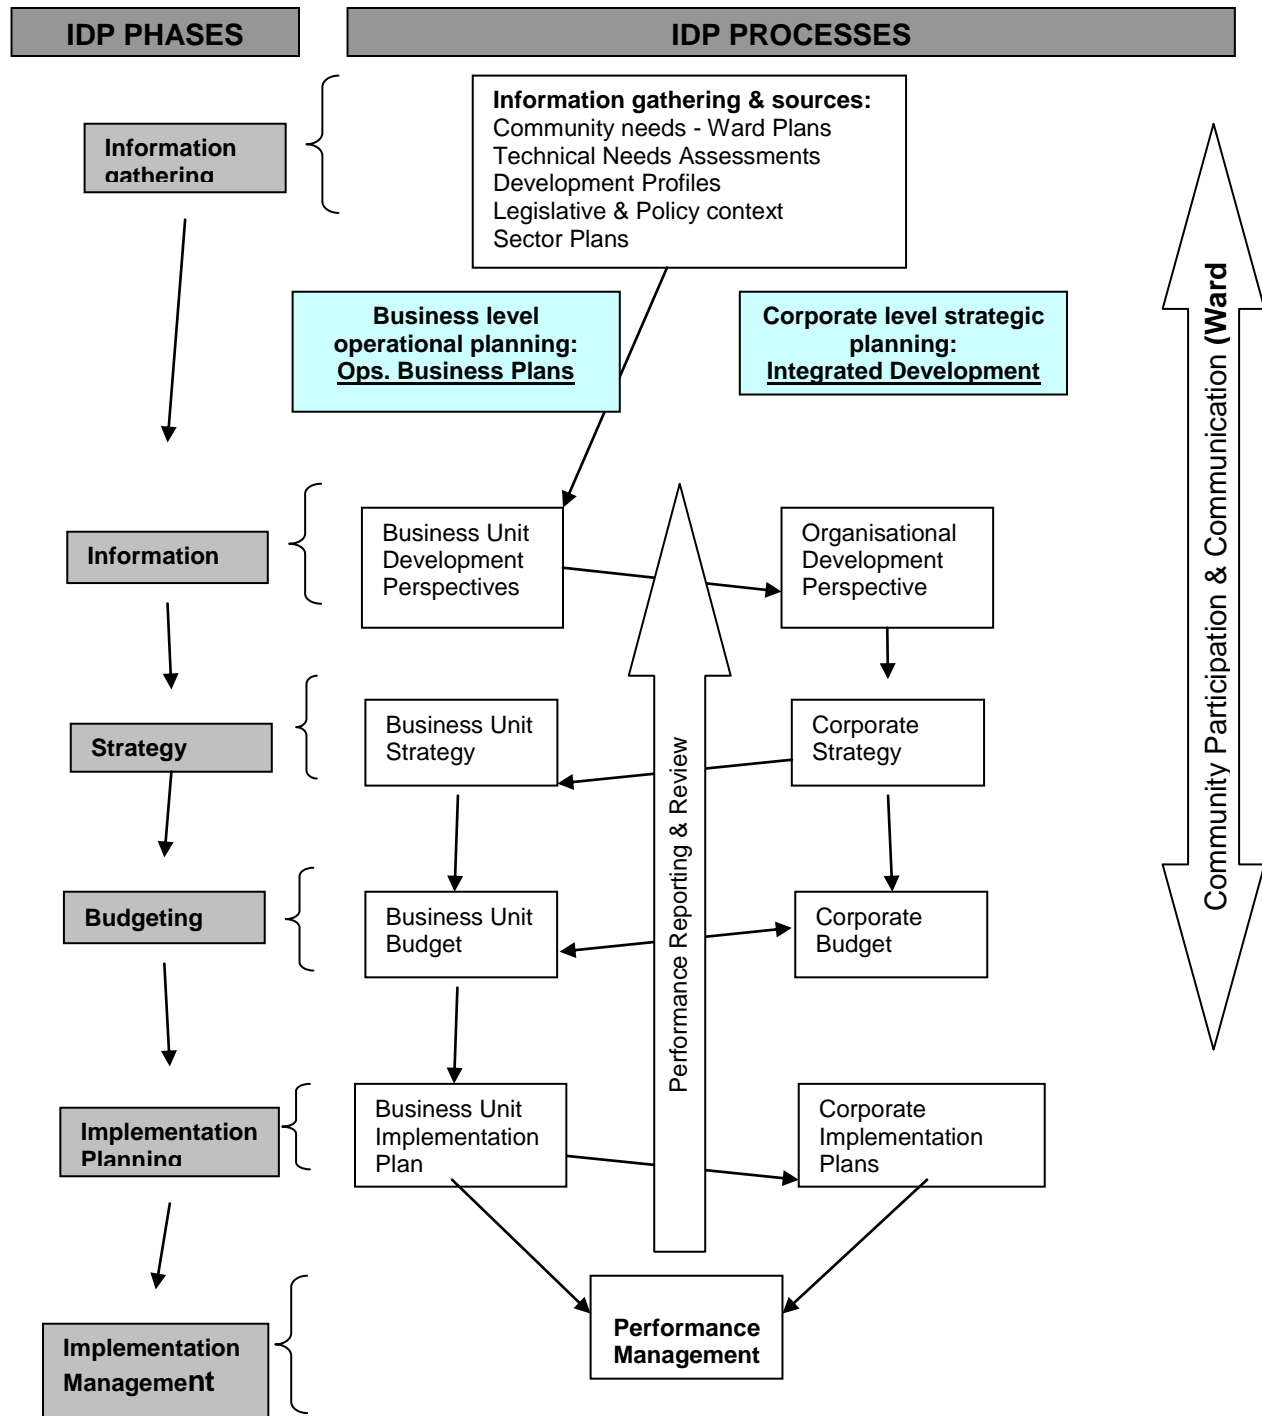 IDP PHASES
IDP PROCESSES
Information gathering & sources:
Community needs - Ward Plans
Technical Needs Assessments
Development Profiles
Legislative & Policy context
Sector Plans
Information
gathering
Business level
operational planning:
Ops. Business Plans
Corporate level strategic
planning:
Integrated Development
Community Participation & Communication (Ward
Information
Business Unit
Development
Perspectives
Organisational
Development
Perspective
Strategy
Business Unit
Strategy
Corporate
Strategy
Performance Reporting & Review
Budgeting
Business Unit
Budget
Corporate
Budget
Implementation
Planning
Business Unit
Implementation
Plan
Corporate
Implementation
Plans
Implementation
Management
Performance
Management